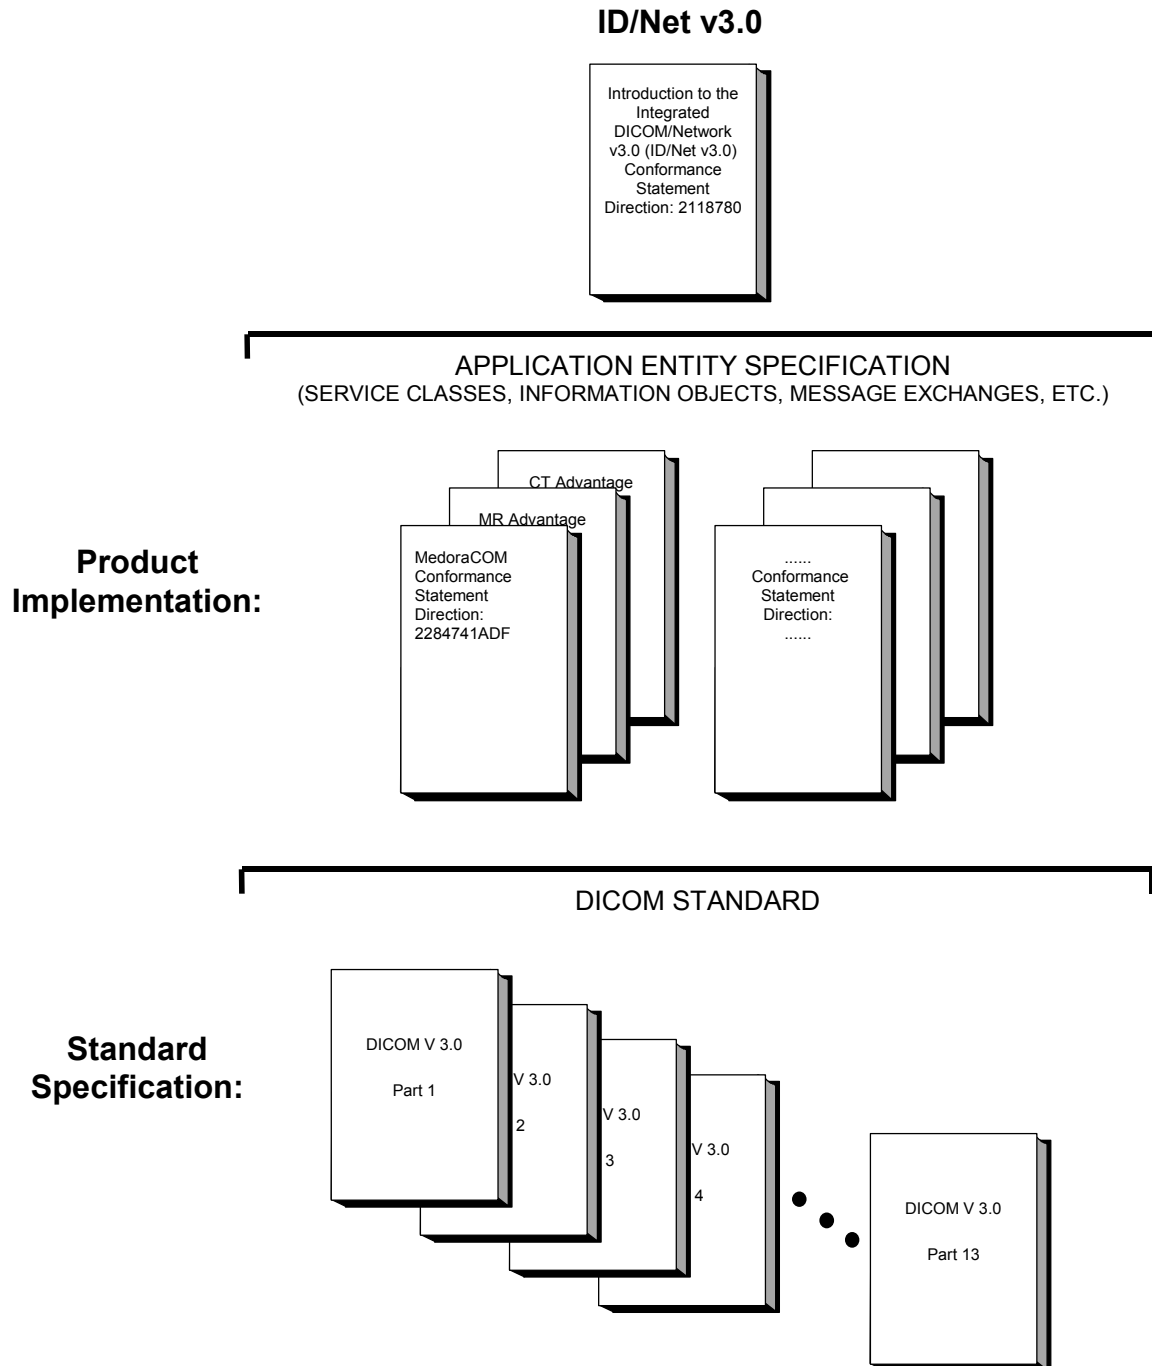 ID/Net v3.0
Introduction to the
Integrated
DICOM/Network
v3.0 (ID/Net v3.0)
Conformance
Statement
Direction: 2118780
APPLICATION ENTITY SPECIFICATION
(SERVICE CLASSES, INFORMATION OBJECTS, MESSAGE EXCHANGES, ETC.)
Product
Implementation:
CT Advantage
MR Advantage
MedoraCOM
Conformance
Statement
Direction:
2284741ADF
......
Conformance
Statement
Direction:
......
DICOM STANDARD
Standard
Specification:
DICOM V 3.0
Part 1
V 3.0
2
V 3.0
3
V 3.0
4
DICOM V 3.0
Part 13